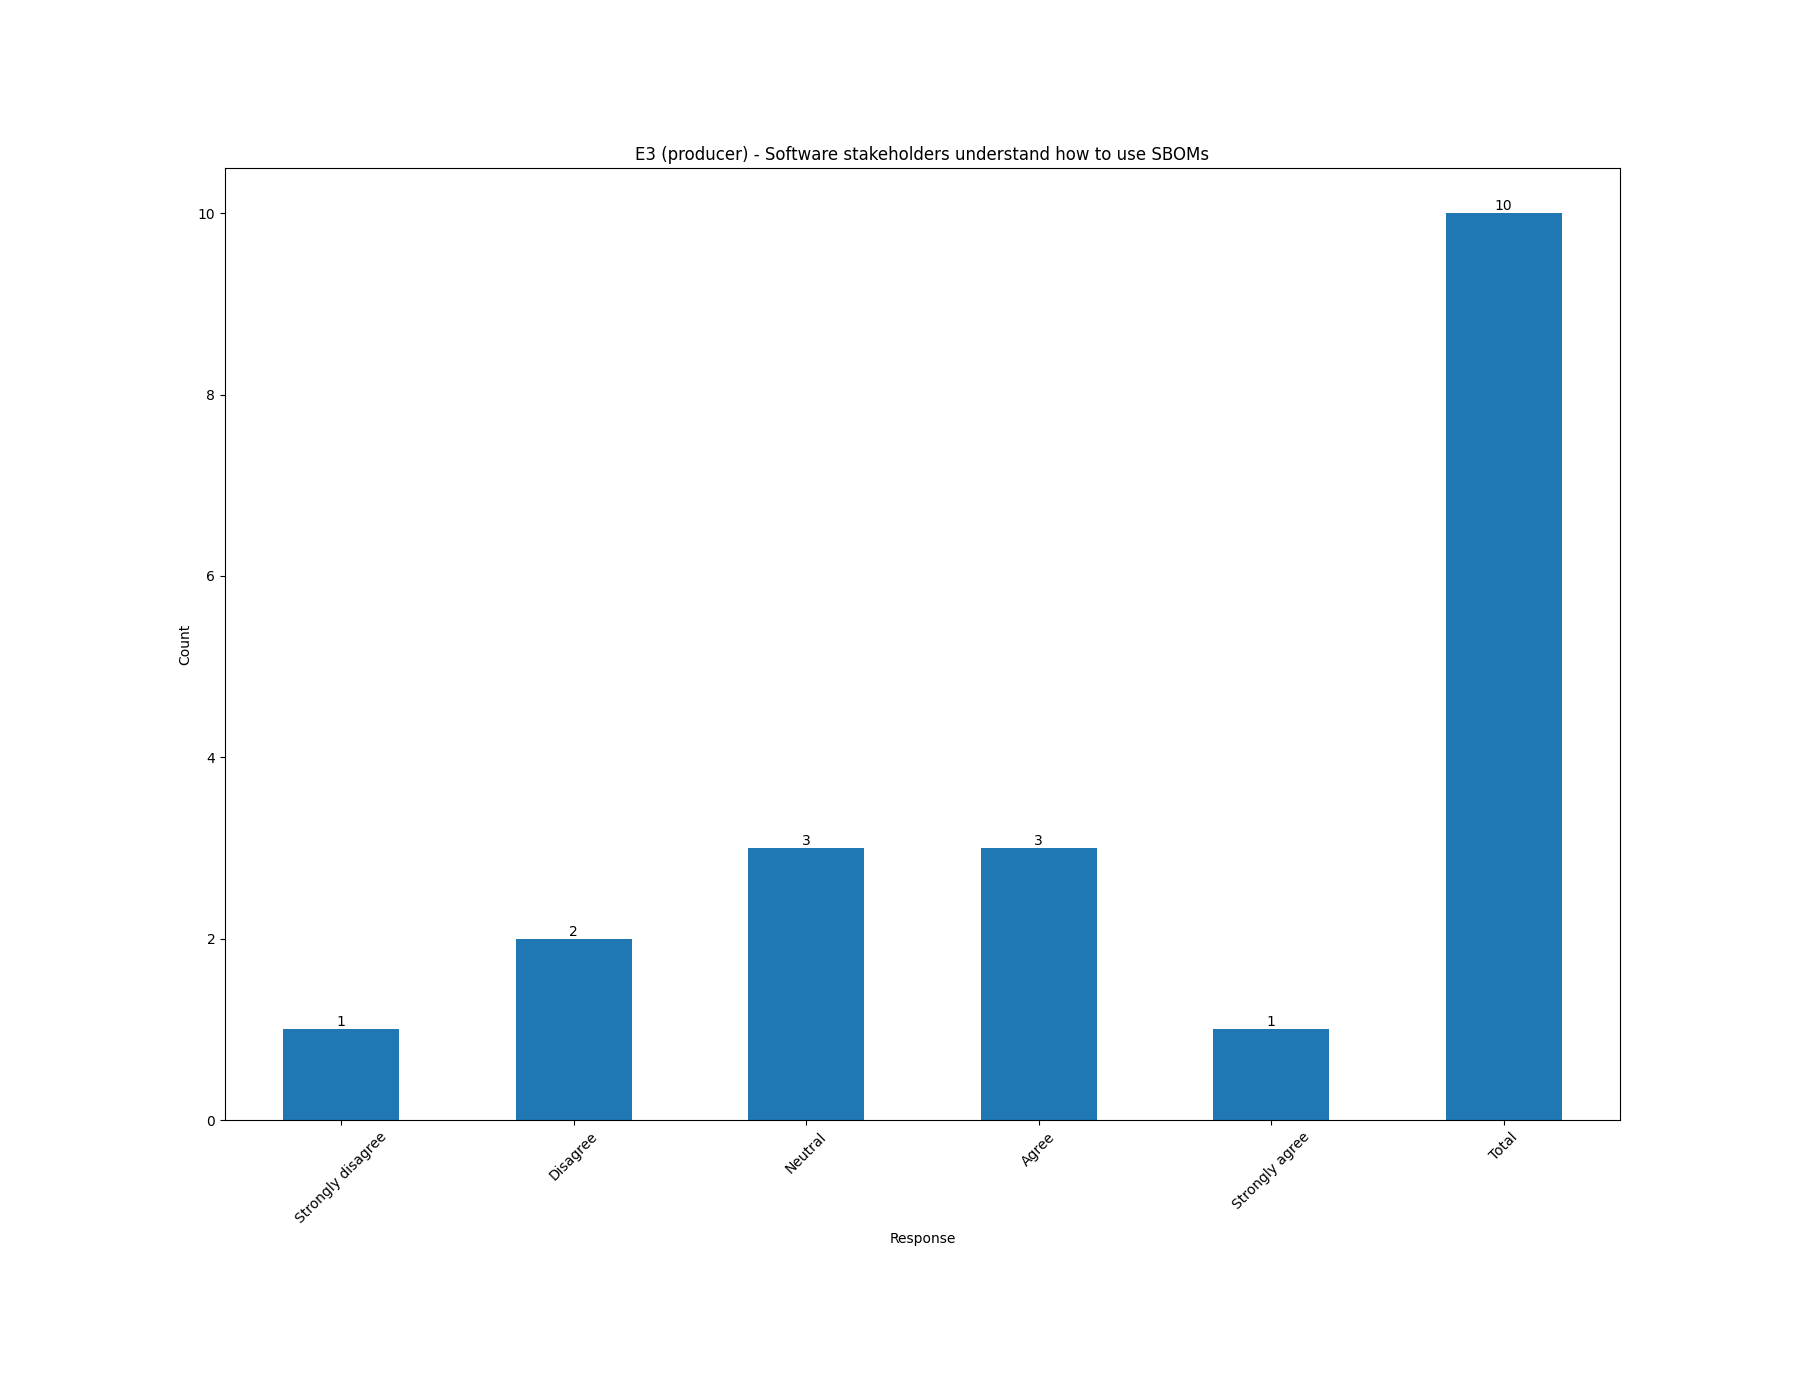 E3 (producer) - Software stakeholders understand how to use SBOMs
10
8
6
4
2
0
Count
1
2
3
3
1
10
Strongly disagree
Disagree
Neutral
Agree
Strongly agree
Total
Response